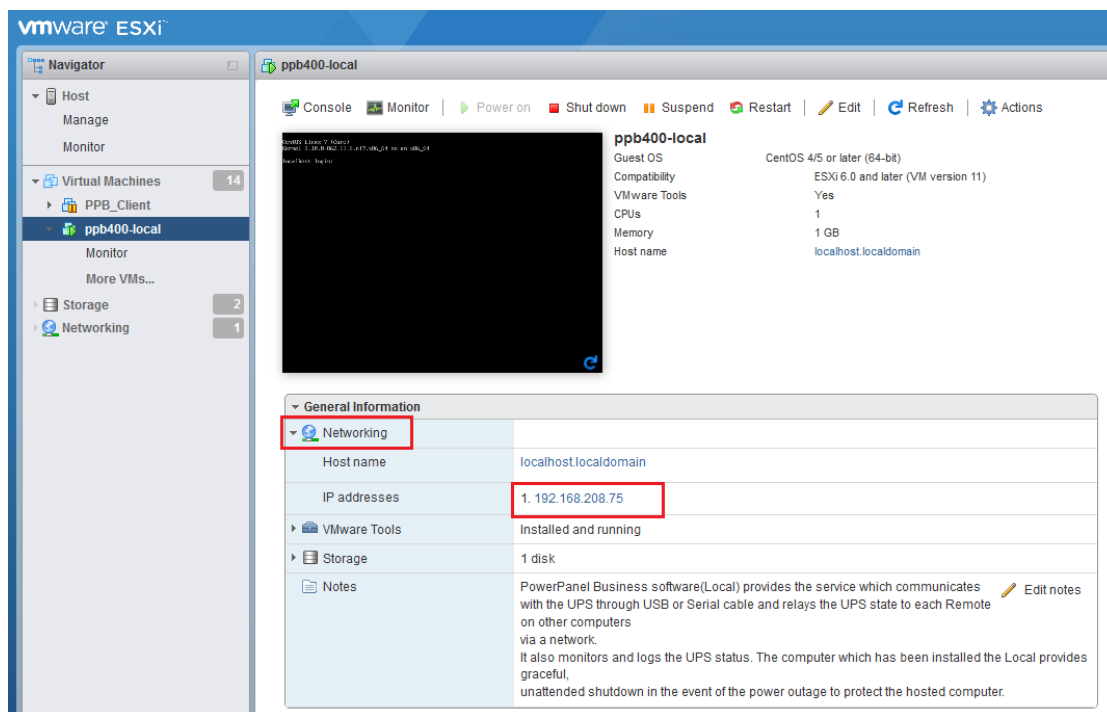 vmware ESXi
Navigator
Host
Manage
Monitor
Virtual Machines 14
PPB_Client
ppb400-local
Monitor
More VMs...
Storage 2
Networking 1
ppb400-local
Console Monitor Power on Shut down Suspend Restart Edit Refresh Actions
CentOS Linux 7 (Core)
localhost login:
ppb400-local
Guest OS CentOS 4/5 or later (64-bit)
Compatibility ESXi 6.0 and later (VM version 11)
VMware Tools Yes
CPUs 1
Memory 1 GB
Host name localhost.localdomain
General Information
Networking
Host name localhost.localdomain
IP addresses 1. 192.168.208.75
VMware Tools Installed and running
Storage 1 disk
Notes PowerPanel Business software(Local) provides the service which communicates Edit notes
with the UPS through USB or Serial cable and relays the UPS state to each Remote
on other computers
via a network.
It also monitors and logs the UPS status. The computer which has been installed the Local provides
graceful,
unattended shutdown in the event of the power outage to protect the hosted computer.